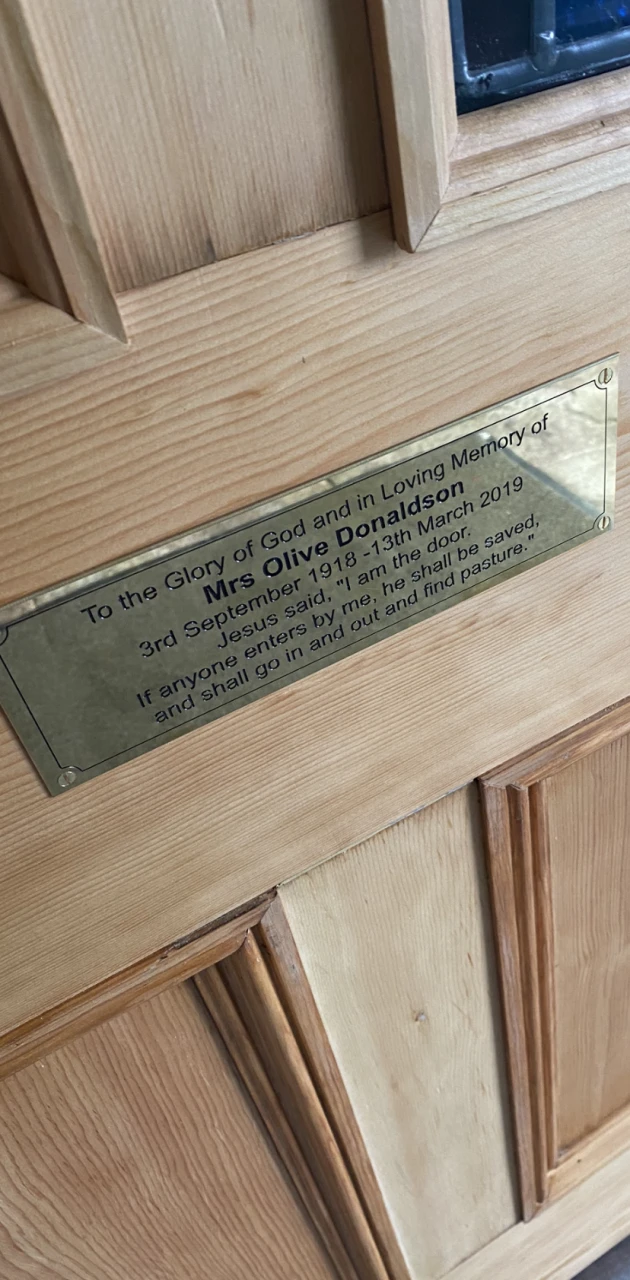 To the Glory of God and in Loving Memory of
Mrs Olive Donaldson
3rd September 1918 -13th March 2019
Jesus said, "I am the door.
If anyone enters by me, he shall be saved,
and shall go in and out and find pasture."